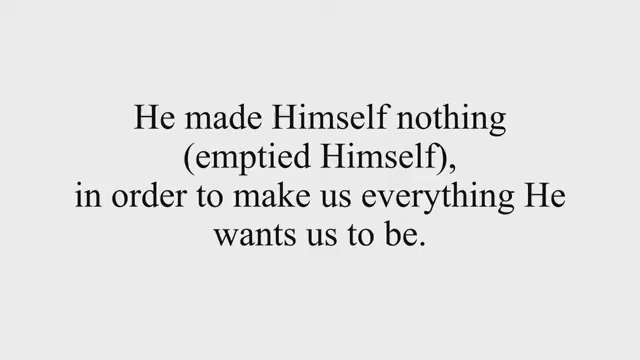 He made Himself nothing
(emptied Himself),
in order to make us everything He
wants us to be.